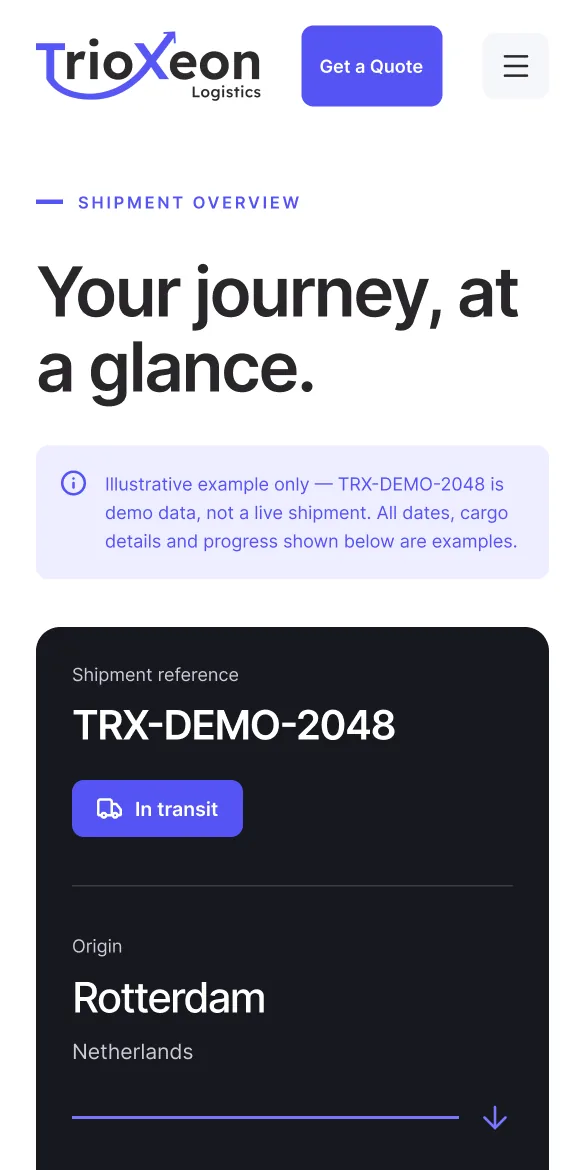 TrioXeon
Logistics
Get a Quote
SHIPMENT OVERVIEW
Your journey, at
a glance.
Illustrative example only — TRX-DEMO-2048 is
demo data, not a live shipment. All dates, cargo
details and progress shown below are examples.
Shipment reference
TRX-DEMO-2048
In transit
Origin
Rotterdam
Netherlands